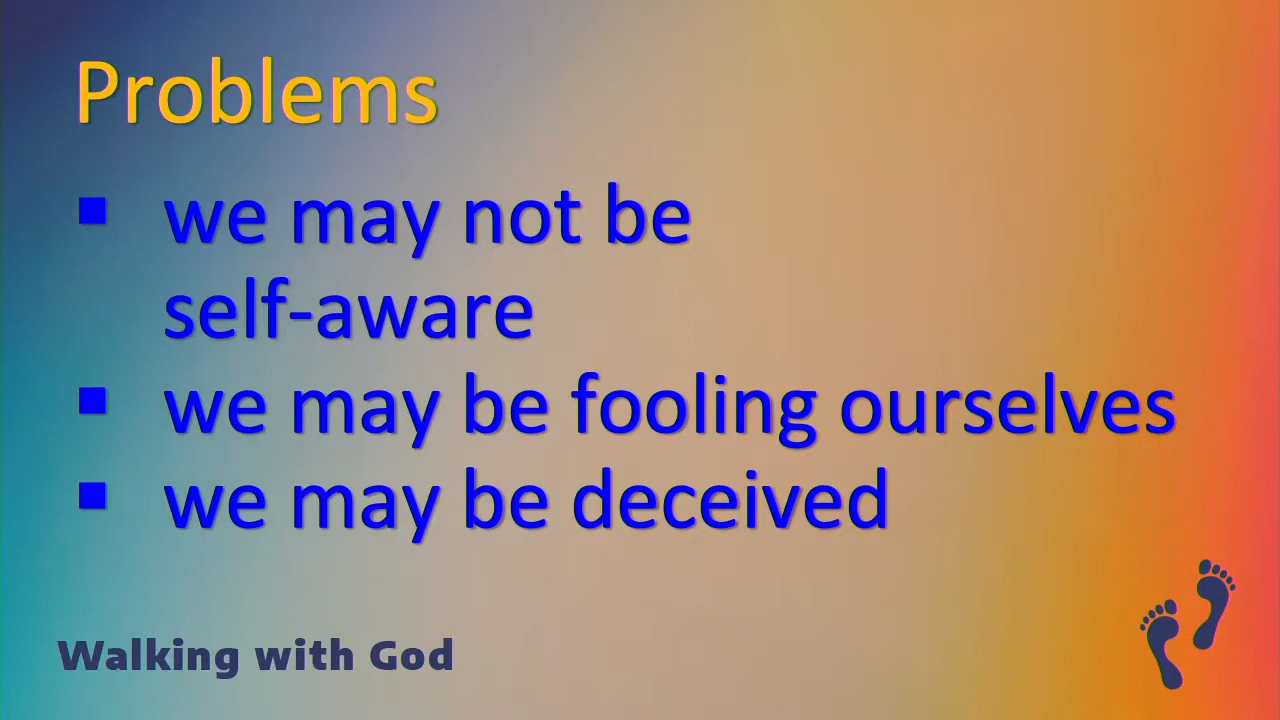 Problems
▪ we may not be
self-aware
▪ we may be fooling ourselves
▪ we may be deceived
Walking with God